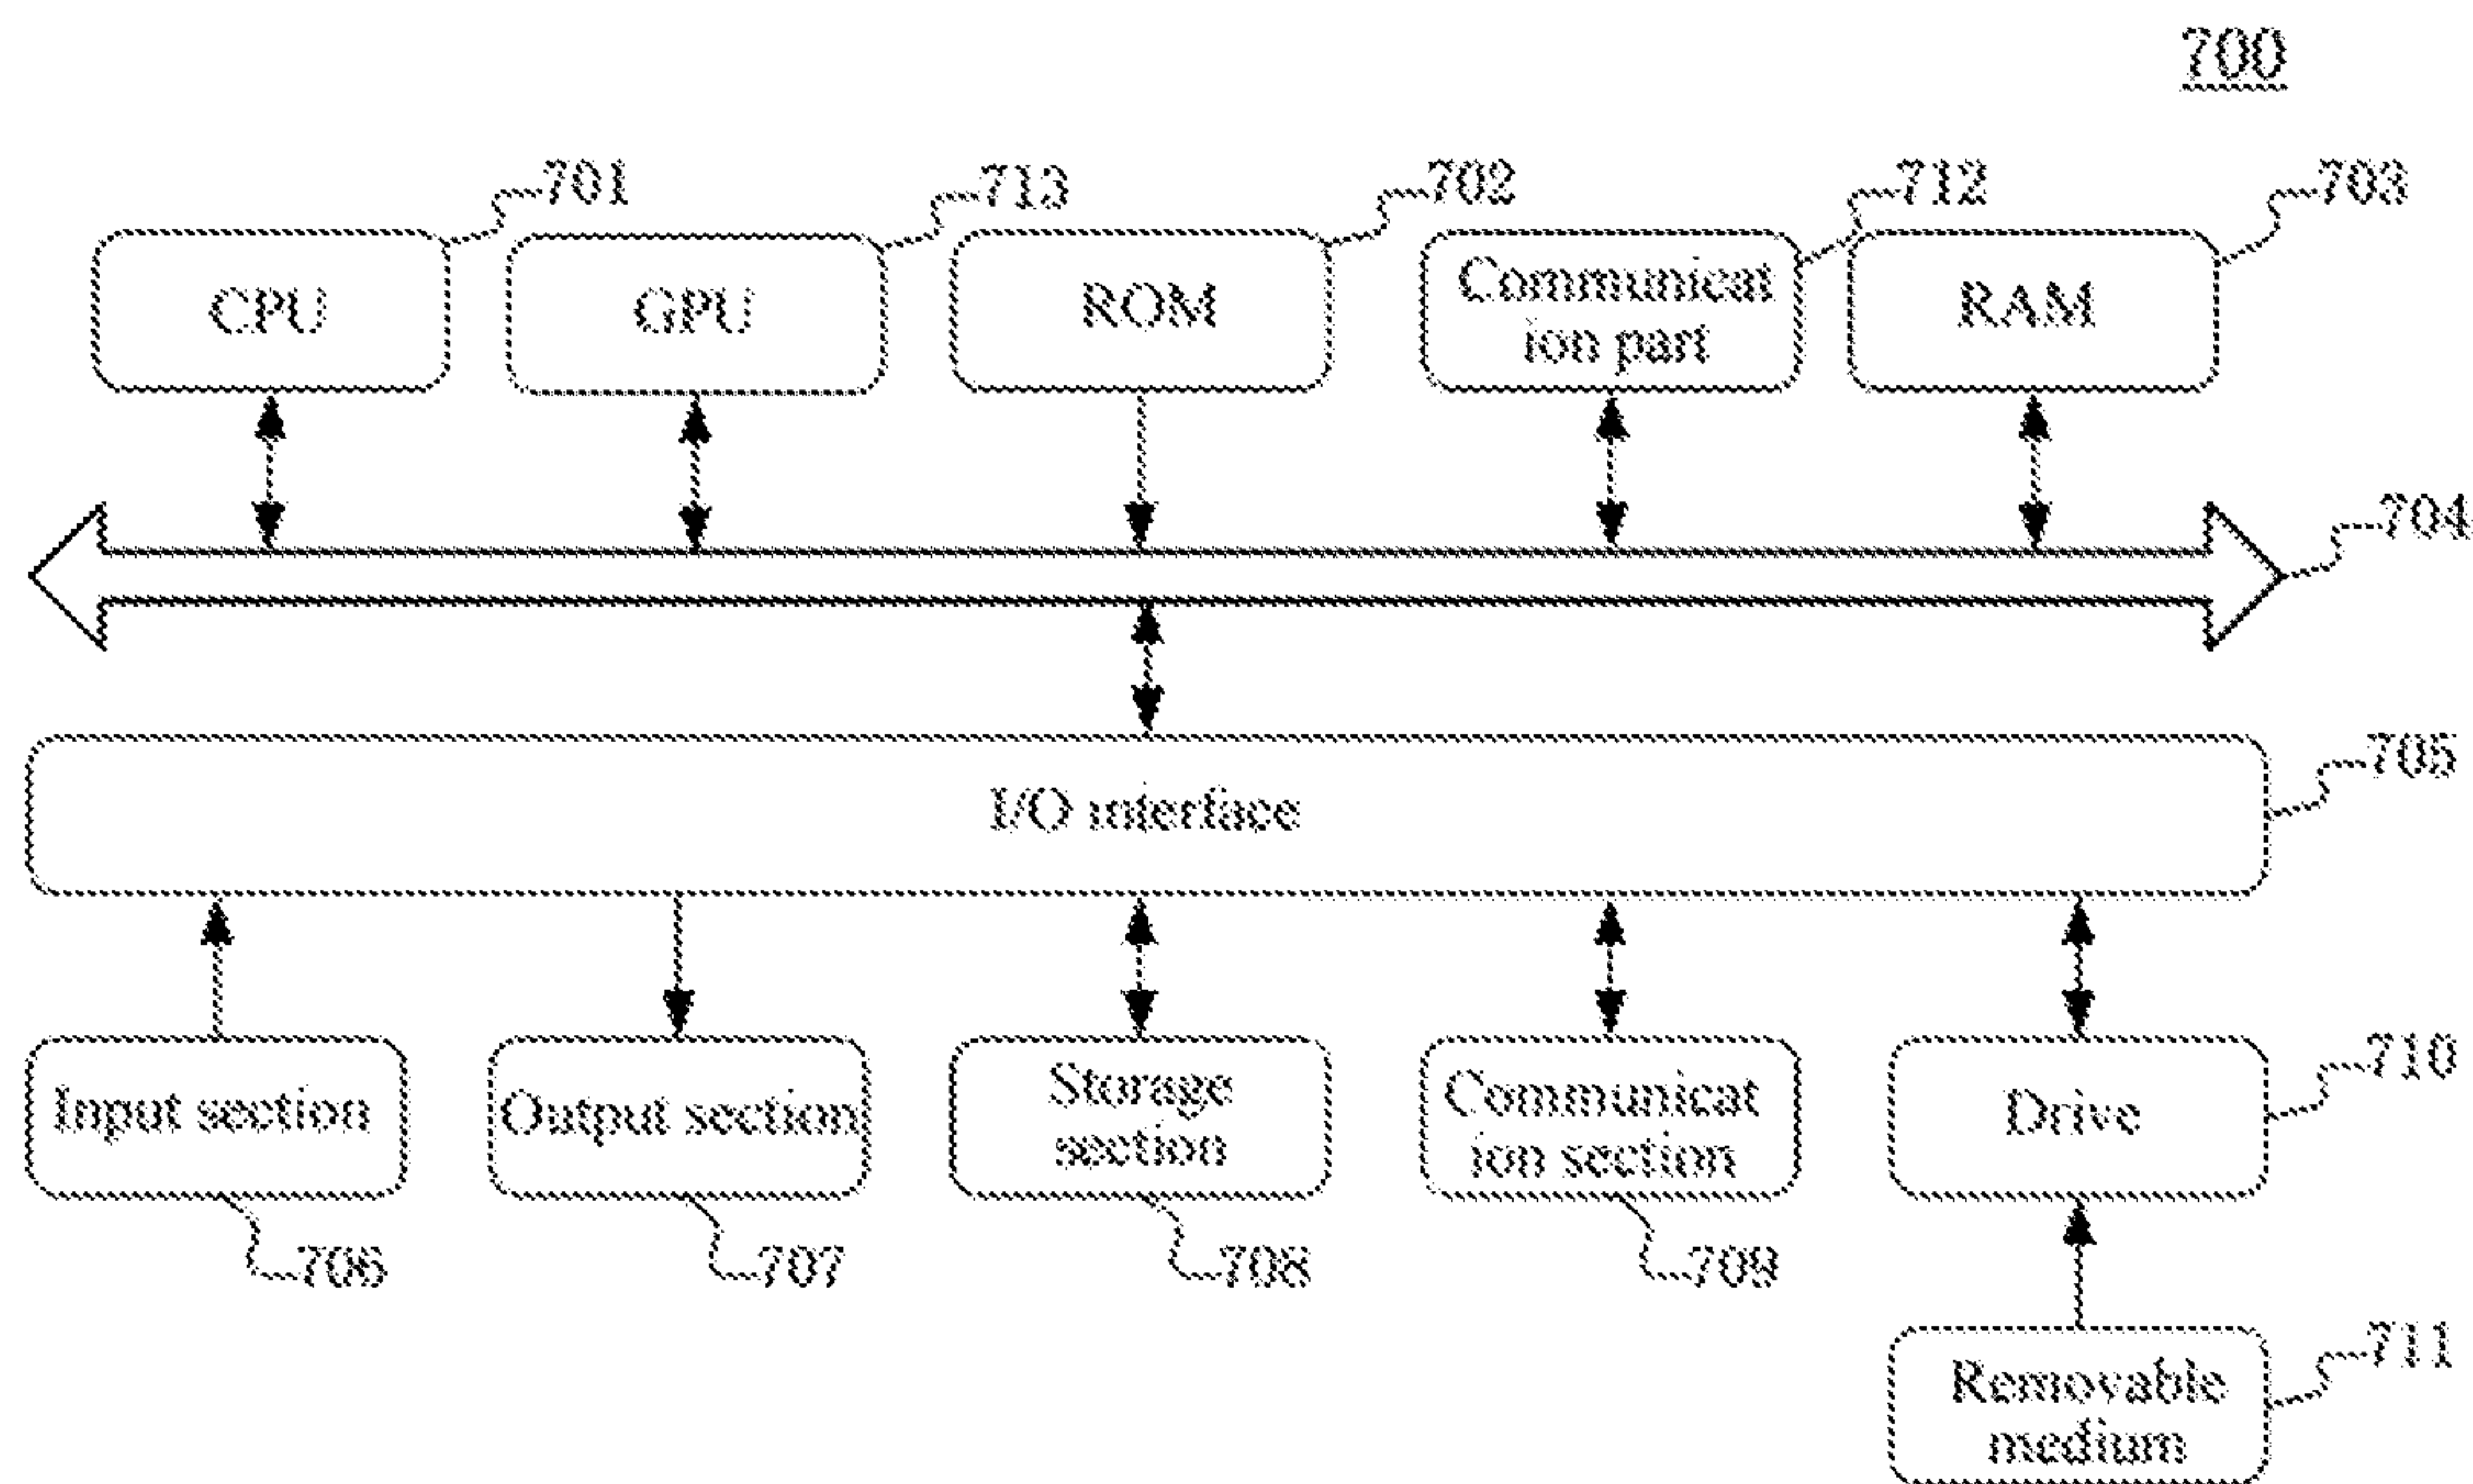 700
701
713
702
712
703
CPU
GPU
ROM
Communicat
ion part
RAM
704
I/O interface
705
Input section
Output section
Storage
section
Communicat
ion section
Drive
710
706
707
708
709
Removable
medium
711